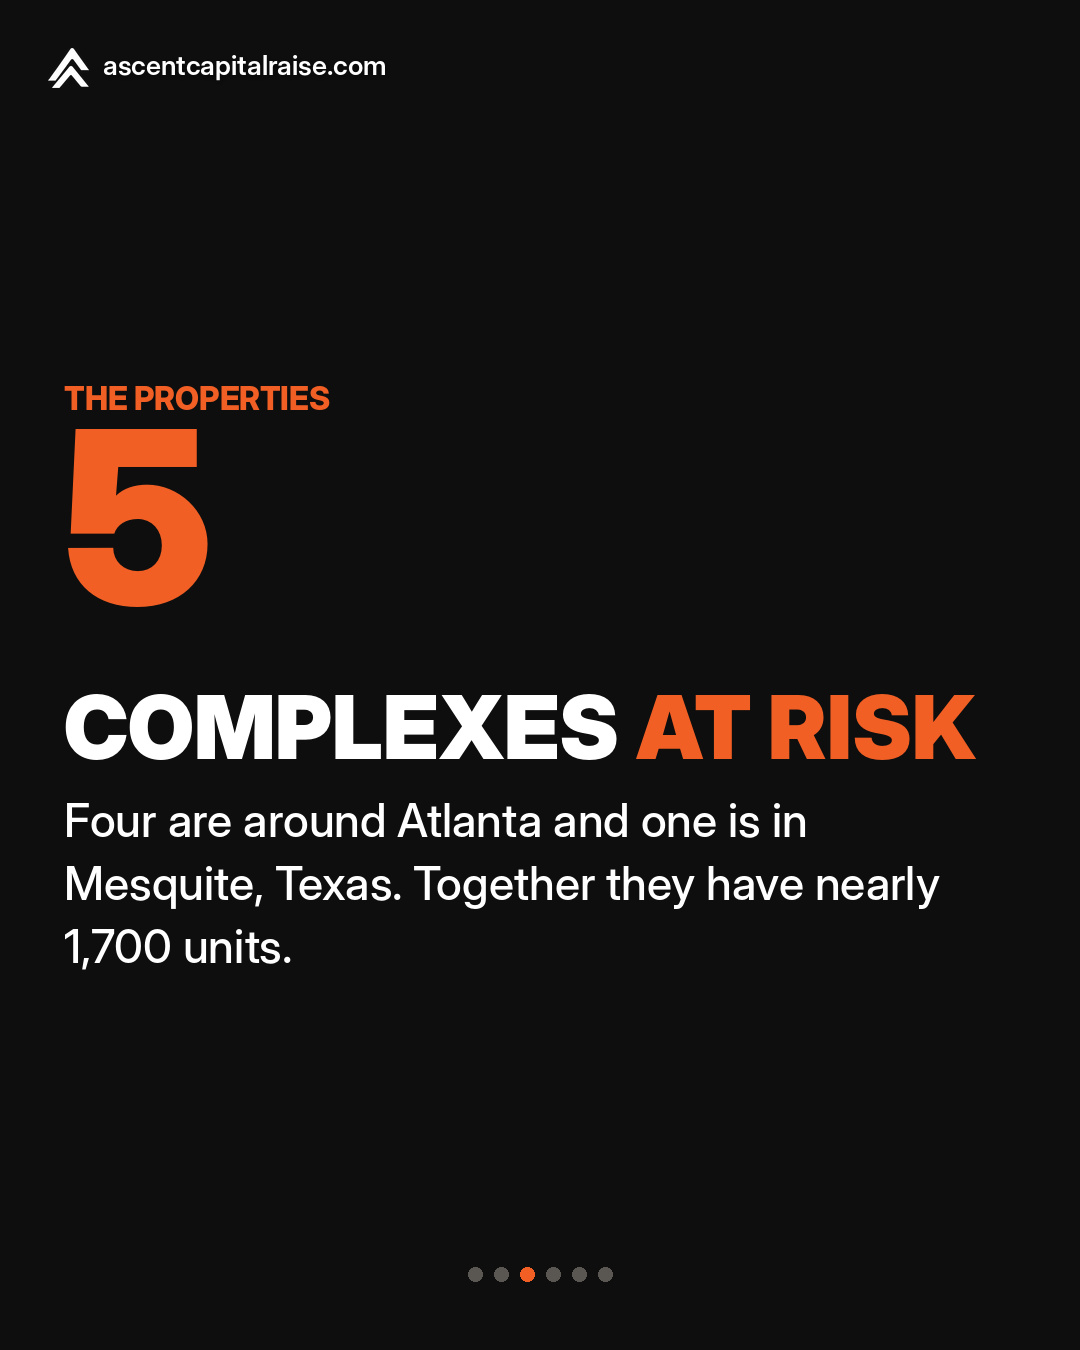 ascentcapitalraise.com
THE PROPERTIES
5
COMPLEXES AT RISK
Four are around Atlanta and one is in
Mesquite, Texas. Together they have nearly
1,700 units.